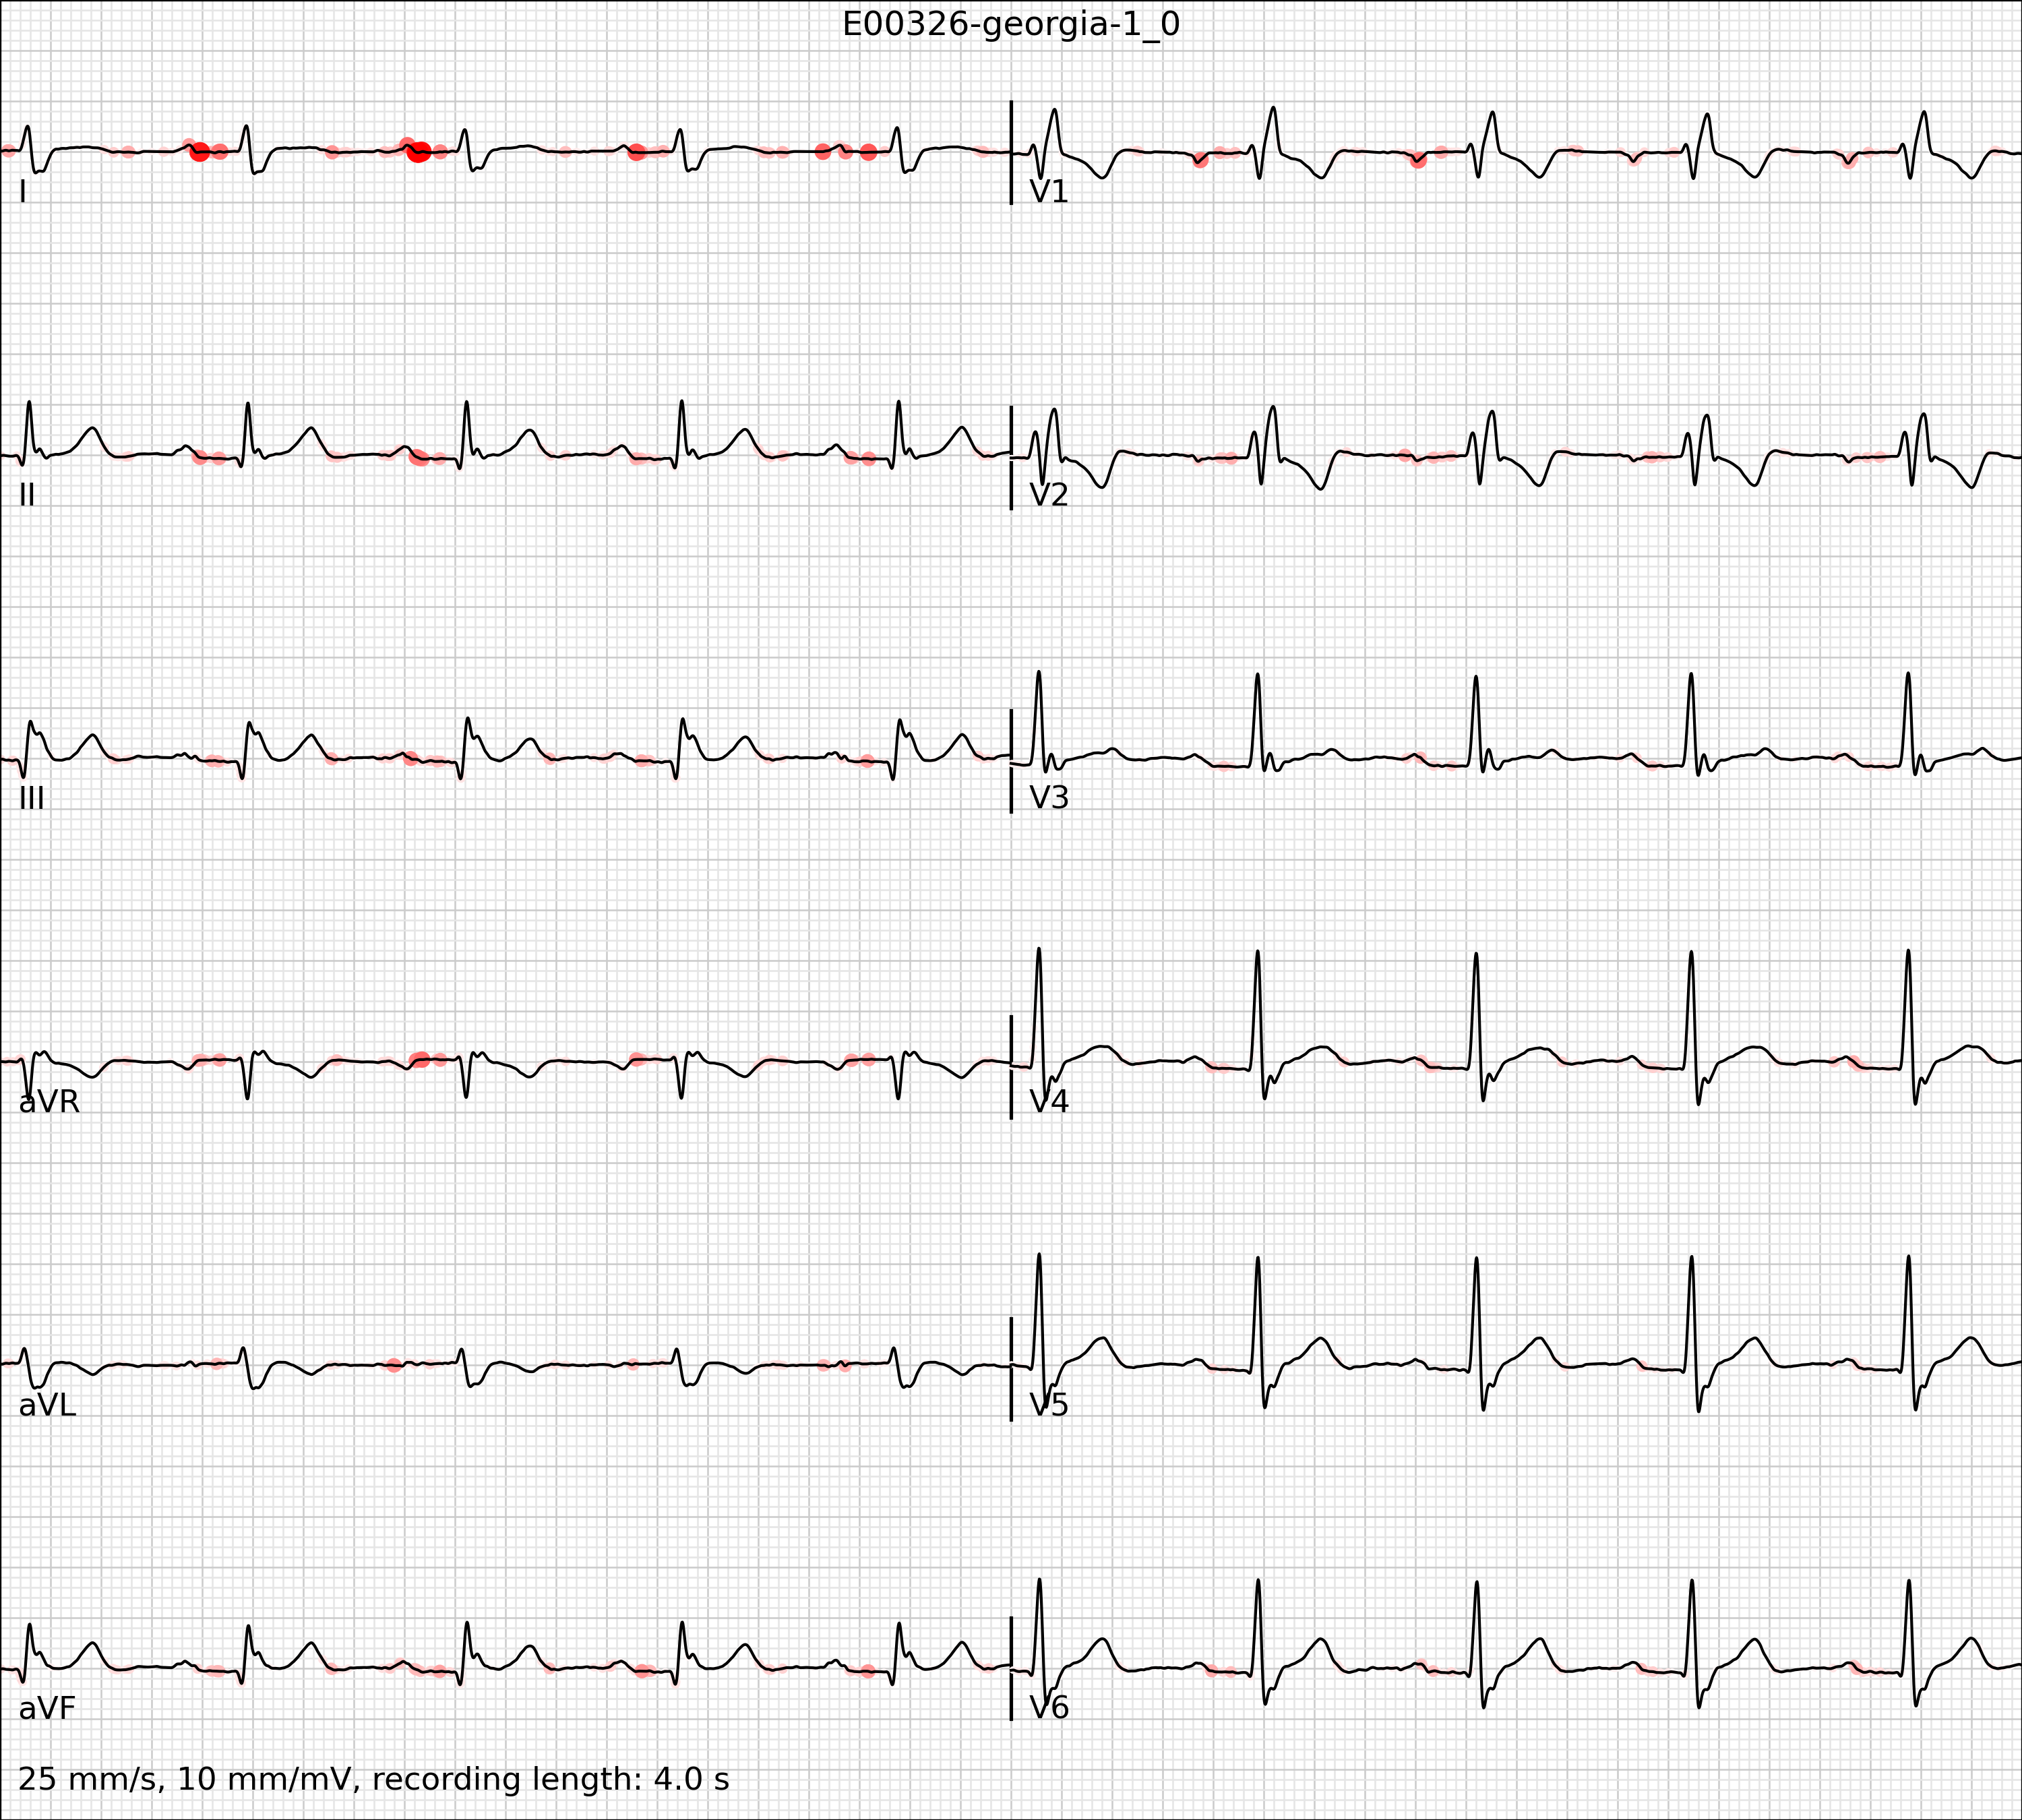 E00326-georgia-1_0
I
V1
II
V2
III
V3
aVR
V4
aVL
V5
aVF
V6
25 mm/s, 10 mm/mV, recording length: 4.0 s